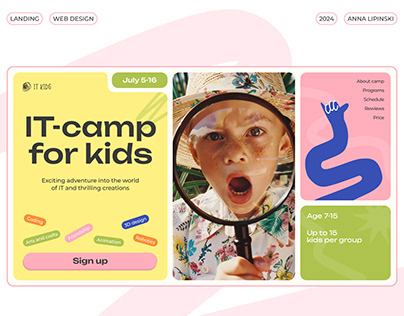 LANDING
WEB DESIGN
2024
ANNA LIPINSKI
IT KIDS
July 5-16
IT-camp
for kids
Exciting adventure into the world
of IT and thrilling creations
Coding
3D design
Arts and crafts
Animation
Robotics
Sign up
About camp
Programs
Schedule
Reviews
Price
Age 7-15
Up to 15
kids per group